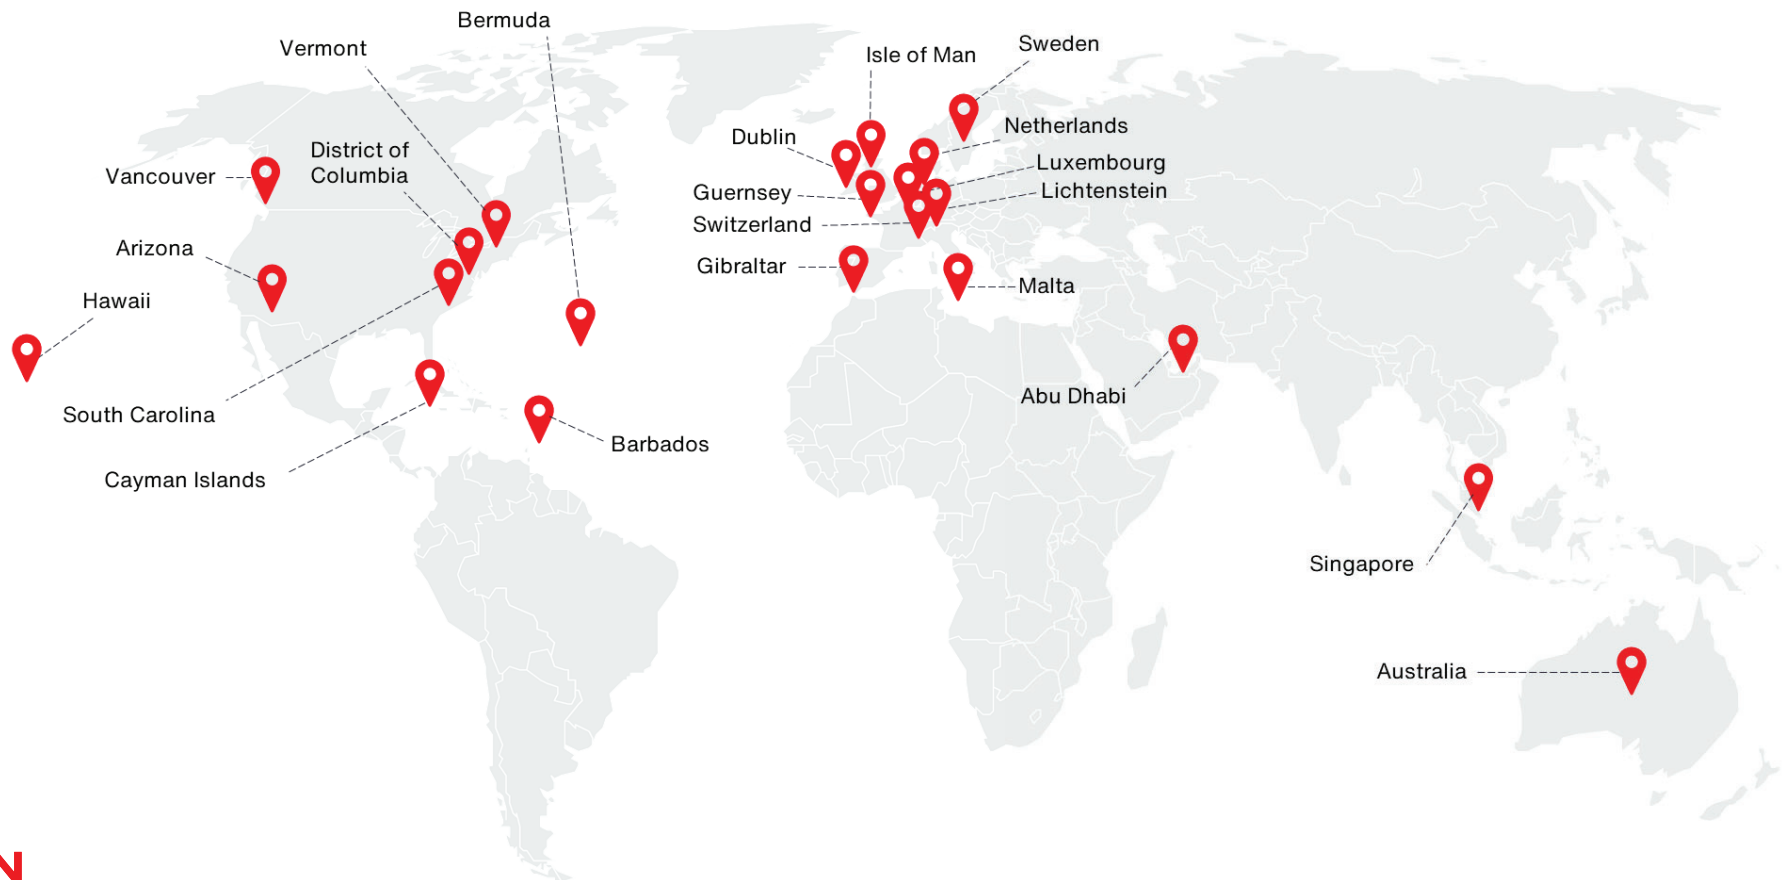 Bermuda
Vermont
Isle of Man
Sweden
Dublin
Netherlands
District of
Columbia
Luxembourg
Vancouver
Guernsey
Lichtenstein
Switzerland
Arizona
Gibraltar
Malta
Hawaii
Abu Dhabi
South Carolina
Barbados
Cayman Islands
Singapore
Australia
N